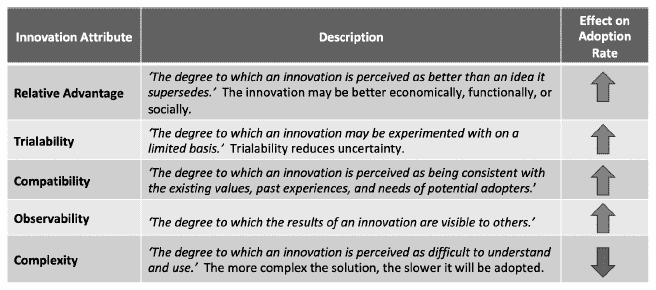 Innovation Attribute
Description
Effect on
Adoption
Rate
Relative Advantage
‘The degree to which an innovation is perceived as better than an idea it
supersedes.’ The innovation may be better economically, functionally, or
socially.
Trialability
‘The degree to which an innovation may be experimented with on a
limited basis.’ Trialability reduces uncertainty.
Compatibility
‘The degree to which an innovation is perceived as being consistent with
the existing values, past experiences, and needs of potential adopters.’
Observability
‘The degree to which the results of an innovation are visible to others.’
Complexity
‘The degree to which an innovation is perceived as difficult to understand
and use.’ The more complex the solution, the slower it will be adopted.